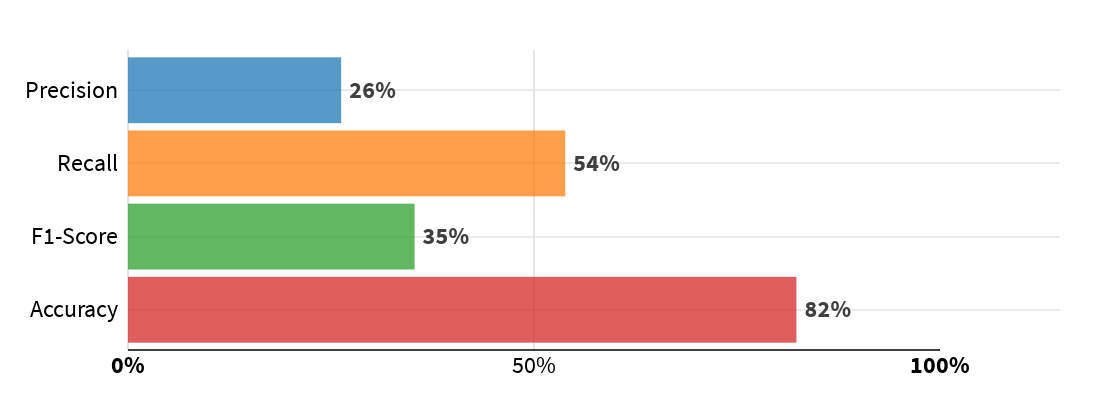 Precision 26%
Recall 54%
F1-Score 35%
Accuracy 82%
0% 50% 100%